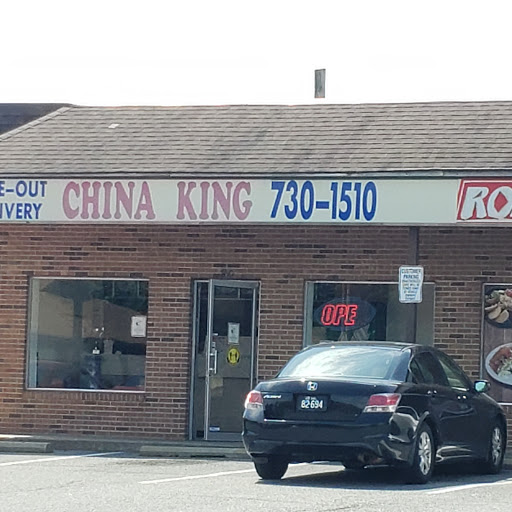 E-OUT
IVERY
CHINA KING 730-1510
RO
CUSTOMER
PARKING
OPE
82-694